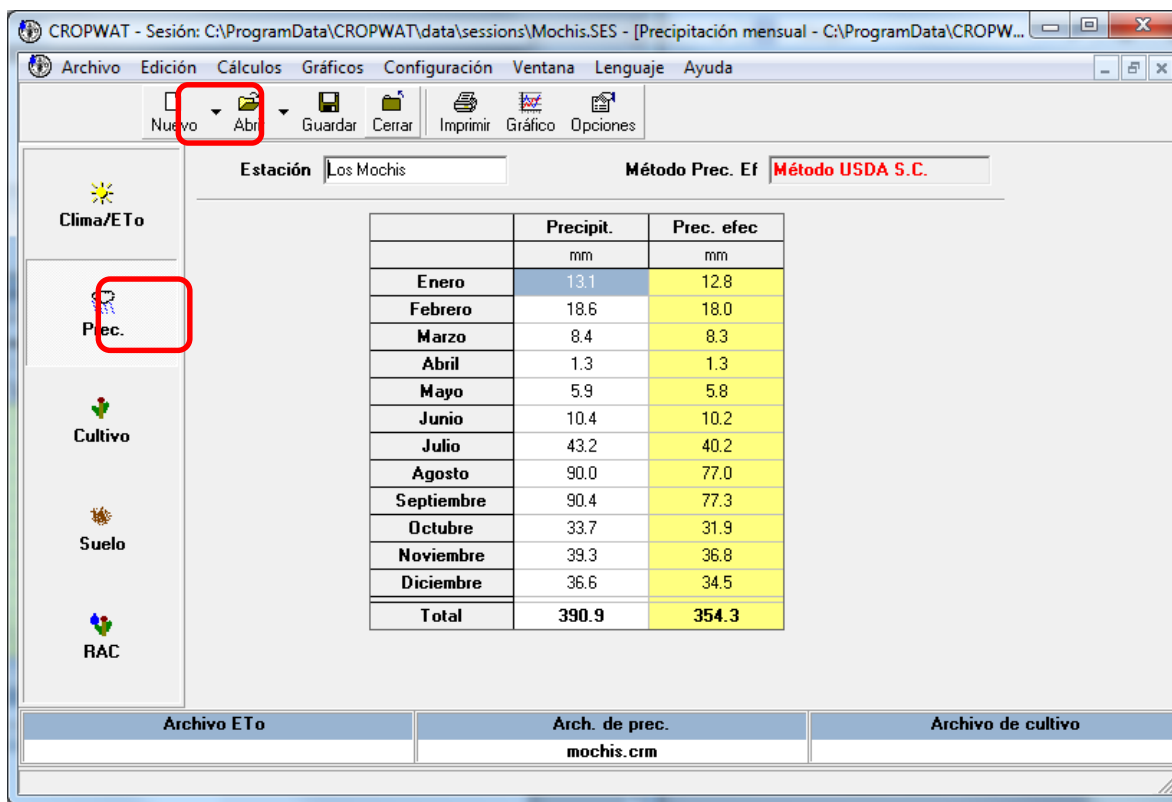 CROPWAT - Sesión: C:\ProgramData\CROPWAT\data\sessions\Mochis.SES - [Precipitación mensual - C:\ProgramData\CROPW...
Archivo Edición Cálculos Gráficos Configuración Ventana Lenguaje Ayuda
Nuevo Abrir Guardar Cerrar Imprimir Gráfico Opciones
Estación Los Mochis Método Prec. Ef Método USDA S.C.
Clima/ETo
Prec.
Cultivo
Suelo
RAC
Precipit. Prec. efec
mm mm
Enero 13.1 12.8
Febrero 18.6 18.0
Marzo 8.4 8.3
Abril 1.3 1.3
Mayo 5.9 5.8
Junio 10.4 10.2
Julio 43.2 40.2
Agosto 90.0 77.0
Septiembre 90.4 77.3
Octubre 33.7 31.9
Noviembre 39.3 36.8
Diciembre 36.6 34.5
Total 390.9 354.3
Archivo ETo Arch. de prec. Archivo de cultivo
mochis.crm